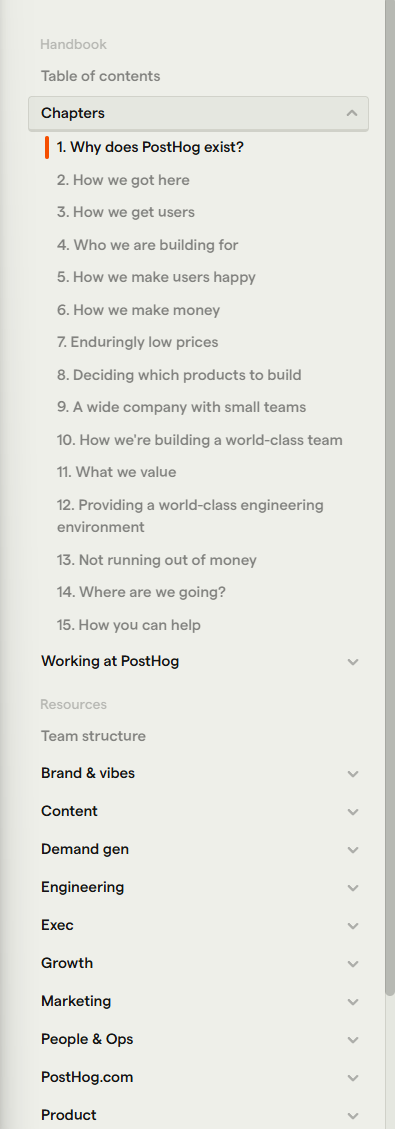 Handbook
Table of contents
Chapters
1. Why does PostHog exist?
2. How we got here
3. How we get users
4. Who we are building for
5. How we make users happy
6. How we make money
7. Enduringly low prices
8. Deciding which products to build
9. A wide company with small teams
10. How we're building a world-class team
11. What we value
12. Providing a world-class engineering
environment
13. Not running out of money
14. Where are we going?
15. How you can help
Working at PostHog
Resources
Team structure
Brand & vibes
Content
Demand gen
Engineering
Exec
Growth
Marketing
People & Ops
PostHog.com
Product